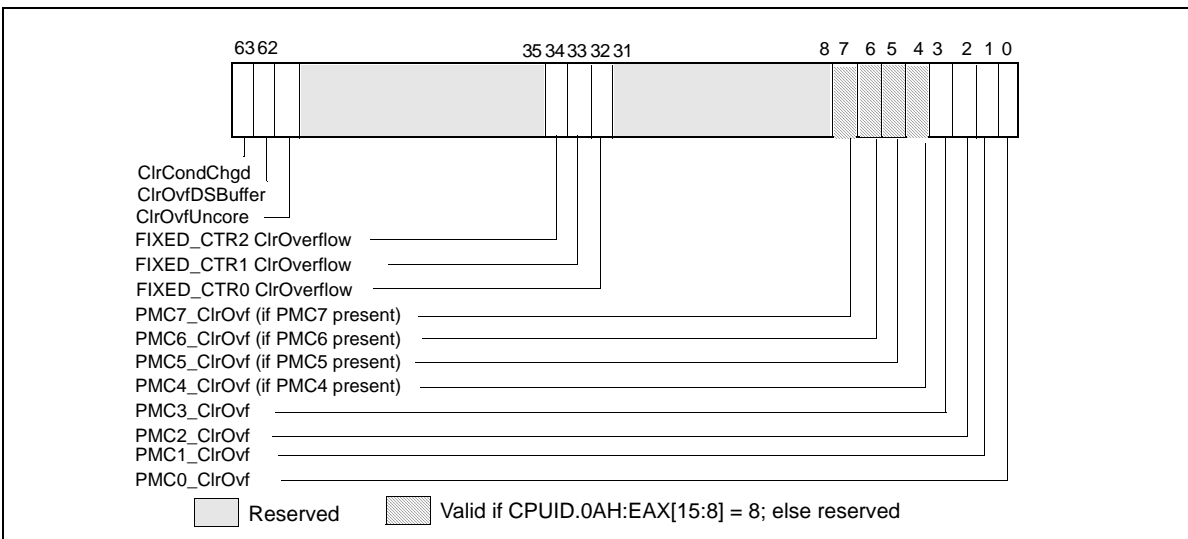 63 62 35 34 33 32 31 8 7 6 5 4 3 2 1 0
ClrCondChgd
ClrOvfDSBuffer
ClrOvfUncore
FIXED_CTR2 ClrOverflow
FIXED_CTR1 ClrOverflow
FIXED_CTR0 ClrOverflow
PMC7_ClrOvf (if PMC7 present)
PMC6_ClrOvf (if PMC6 present)
PMC5_ClrOvf (if PMC5 present)
PMC4_ClrOvf (if PMC4 present)
PMC3_ClrOvf
PMC2_ClrOvf
PMC1_ClrOvf
PMC0_ClrOvf
Reserved Valid if CPUID.0AH:EAX[15:8] = 8; else reserved